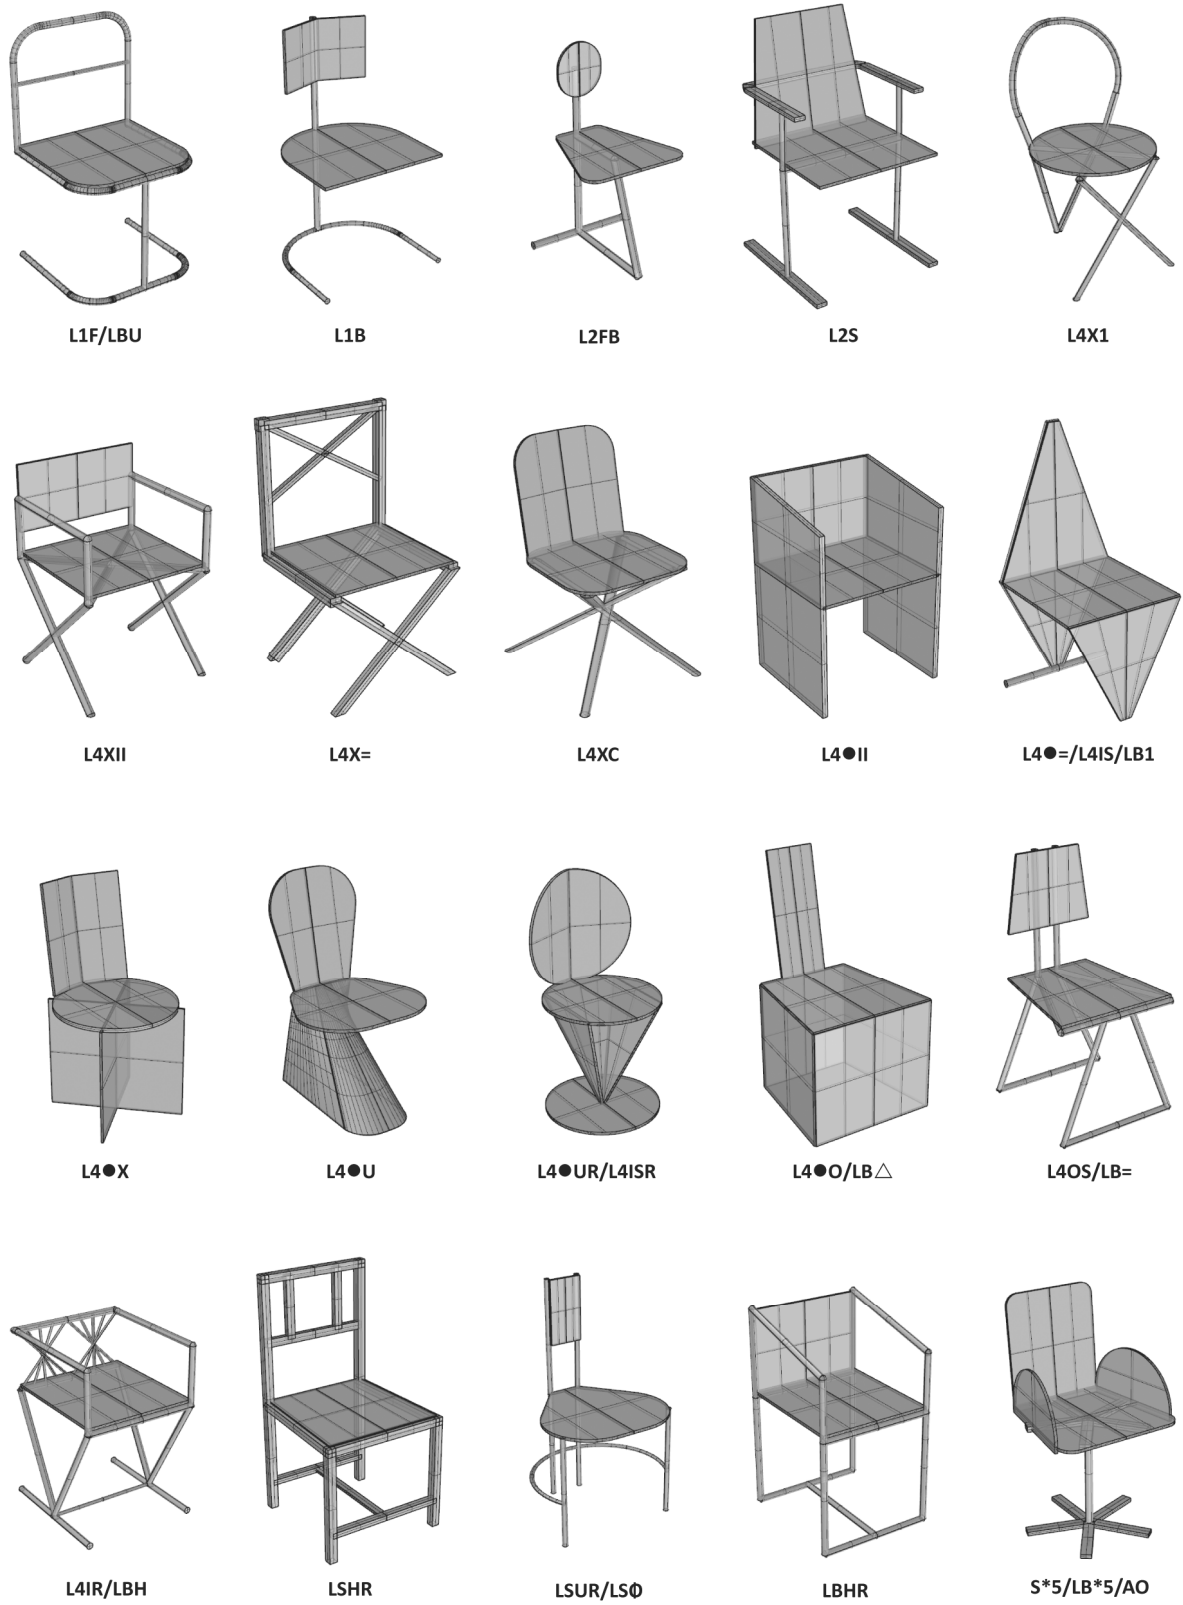 L1F/LBU
L1B
L2FB
L2S
L4X1
L4XII
L4X=
L4XC
L4●II
L4●=/L4IS/LB1
L4●X
L4●U
L4●UR/L4ISR
L4●O/LB△
L4OS/LB=
L4IR/LBH
LSHR
LSUR/LSΦ
LBHR
S*5/LB*5/AO